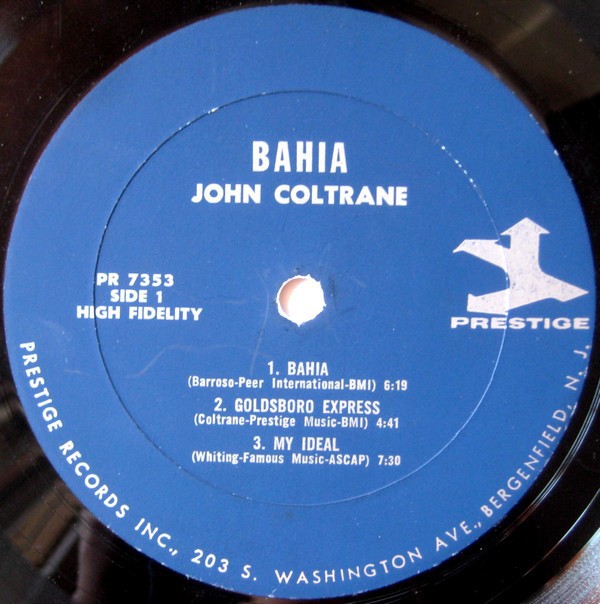 BAHIA
JOHN COLTRANE
PR 7353
SIDE 1
HIGH FIDELITY
PRESTIGE
1. BAHIA
(Barroso-Peer International-BMI) 6:19
2. GOLDSBORO EXPRESS
(Coltrane-Prestige Music-BMI) 4:41
3. MY IDEAL
(Whiting-Famous Music-ASCAP) 7:30
PRESTIGE RECORDS INC., 203 S. WASHINGTON AVE., BERGENFIELD, N. J.